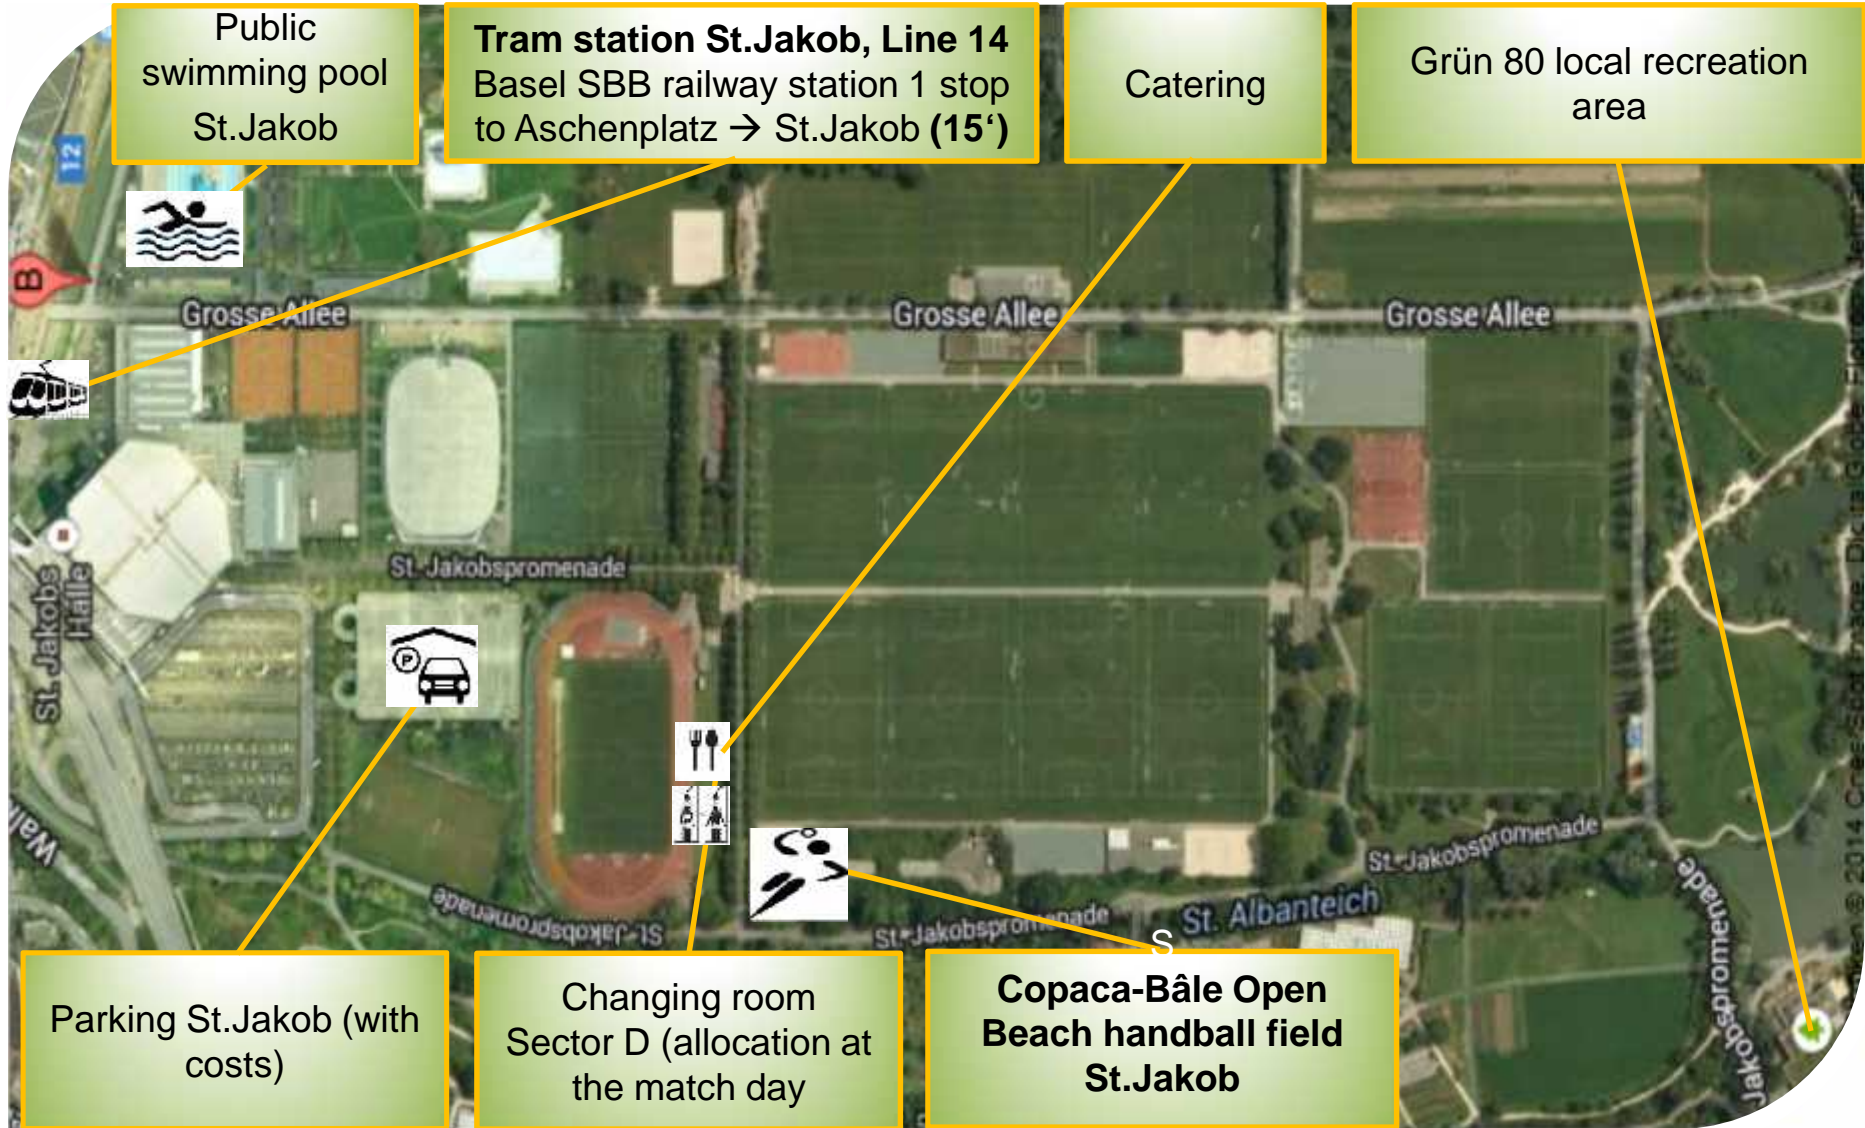 Public
swimming pool
St.Jakob
Tram station St.Jakob, Line 14
Basel SBB railway station 1 stop
to Aschenplatz → St.Jakob (15‘)
Catering
Grün 80 local recreation
area
12
B
Grosse Allee
Grosse Allee
Grosse Allee
St. Jakobspromenade
St. Jakobs
Halle
P
St.-Jakobspromenade
St.-Jakobspromenade
St.-Jakobspromenade
St. Albanteich
Jakobspromenade
S
© 2014
Parking St.Jakob (with
costs)
Changing room
Sector D (allocation at
the match day
Copaca-Bâle Open
Beach handball field
St.Jakob